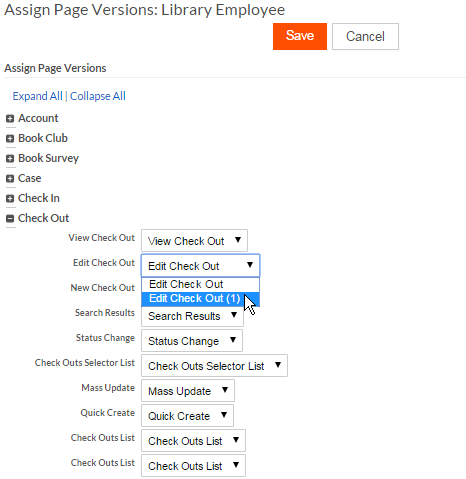 Assign Page Versions: Library Employee
Save Cancel
Assign Page Versions
Expand All | Collapse All
Account
Book Club
Book Survey
Case
Check In
Check Out
View Check Out View Check Out
Edit Check Out Edit Check Out
Edit Check Out
New Check Out Edit Check Out (1)
Search Results Search Results
Status Change Status Change
Check Outs Selector List Check Outs Selector List
Mass Update Mass Update
Quick Create Quick Create
Check Outs List Check Outs List
Check Outs List Check Outs List